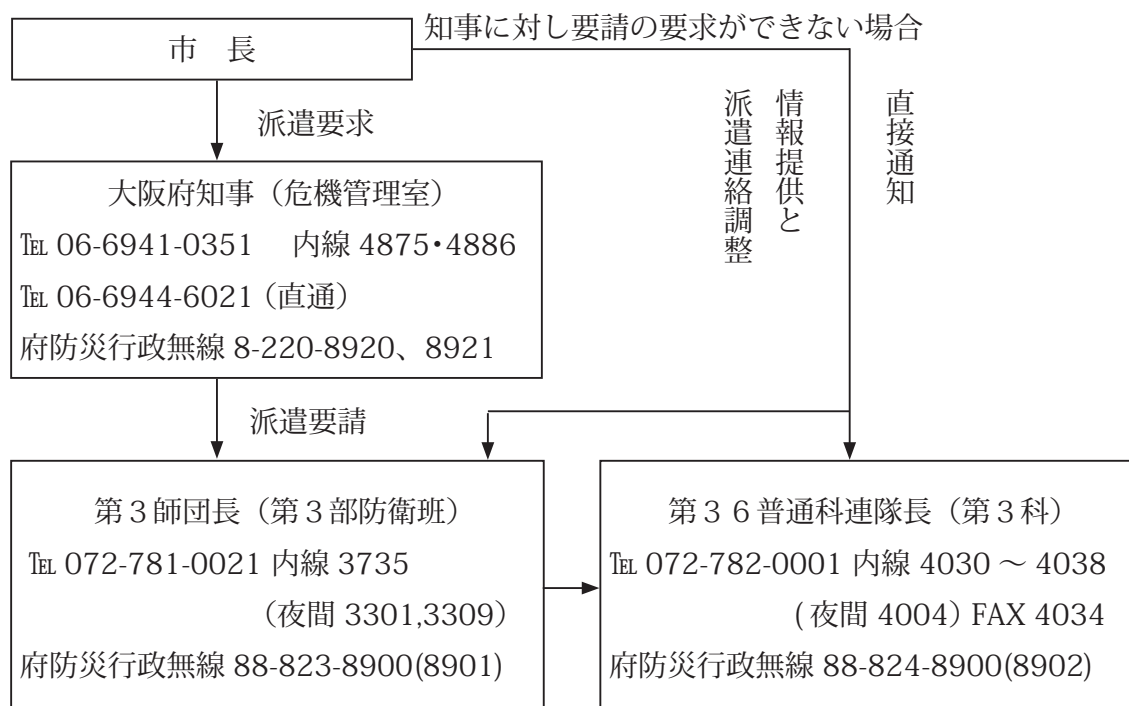 知事に対し要請の要求ができない場合
市　長
派遣要求
直接通知
情報提供と
派遣連絡調整
大阪府知事（危機管理室）
℡ 06-6941-0351　内線 4875・4886
℡ 06-6944-6021（直通）
府防災行政無線 8-220-8920、8921
派遣要請
第３師団長（第３部防衛班）
℡ 072-781-0021 内線 3735
（夜間 3301,3309）
府防災行政無線 88-823-8900(8901)
第３６普通科連隊長（第３科）
℡ 072-782-0001 内線 4030 ～ 4038
( 夜間 4004）FAX 4034
府防災行政無線 88-824-8900(8902)